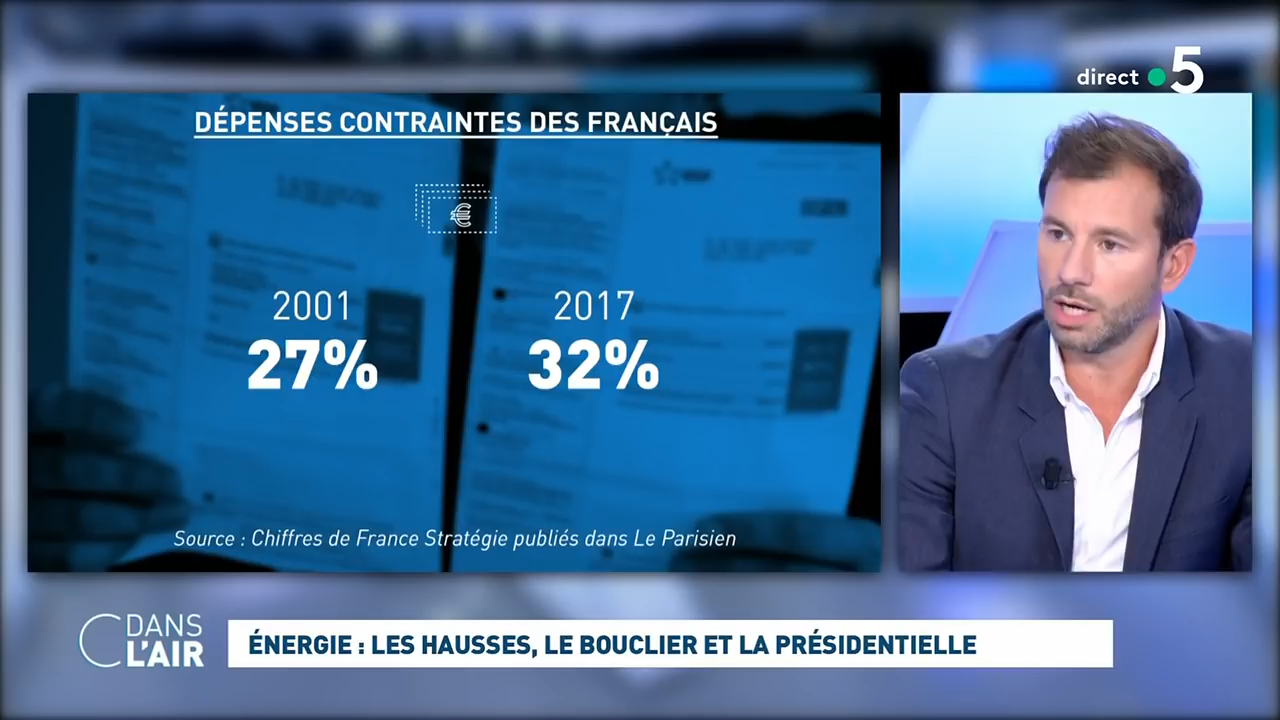 direct 5
DÉPENSES CONTRAINTES DES FRANÇAIS
€
2001
27%
2017
32%
Source : Chiffres de France Stratégie publiés dans Le Parisien
C DANS
L'AIR
ÉNERGIE : LES HAUSSES, LE BOUCLIER ET LA PRÉSIDENTIELLE